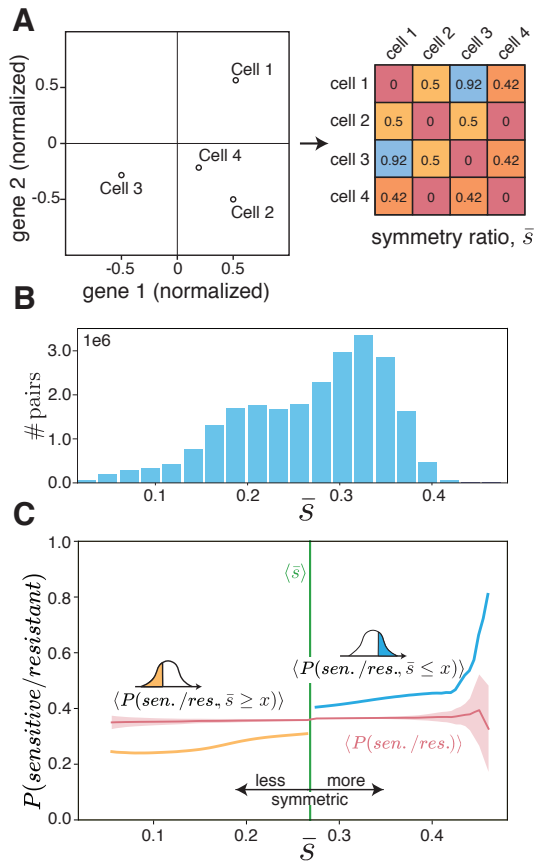 A
gene 2 (normalized)
0.5
0
-0.5
Cell 1
Cell 4
Cell 3
Cell 2
-0.5 0 0.5
gene 1 (normalized)
cell 1 cell 2 cell 3 cell 4
cell 1 0 0.5 0.92 0.42
cell 2 0.5 0 0.5 0
cell 3 0.92 0.5 0 0.42
cell 4 0.42 0 0.42 0
symmetry ratio, s̄
B
1e6
# pairs
3.0
1.0
0.0
0.1 0.2 0.3 0.4
s̄
C
P(sensitive/resistant)
1.0
0.8
0.6
0.4
0.2
0.0
⟨s̄⟩
⟨P(sen./res., s̄ ≤ x)⟩
⟨P(sen./res., s̄ ≥ x)⟩
⟨P(sen./res.)⟩
less more
symmetric
0.1 0.2 0.3 0.4
s̄